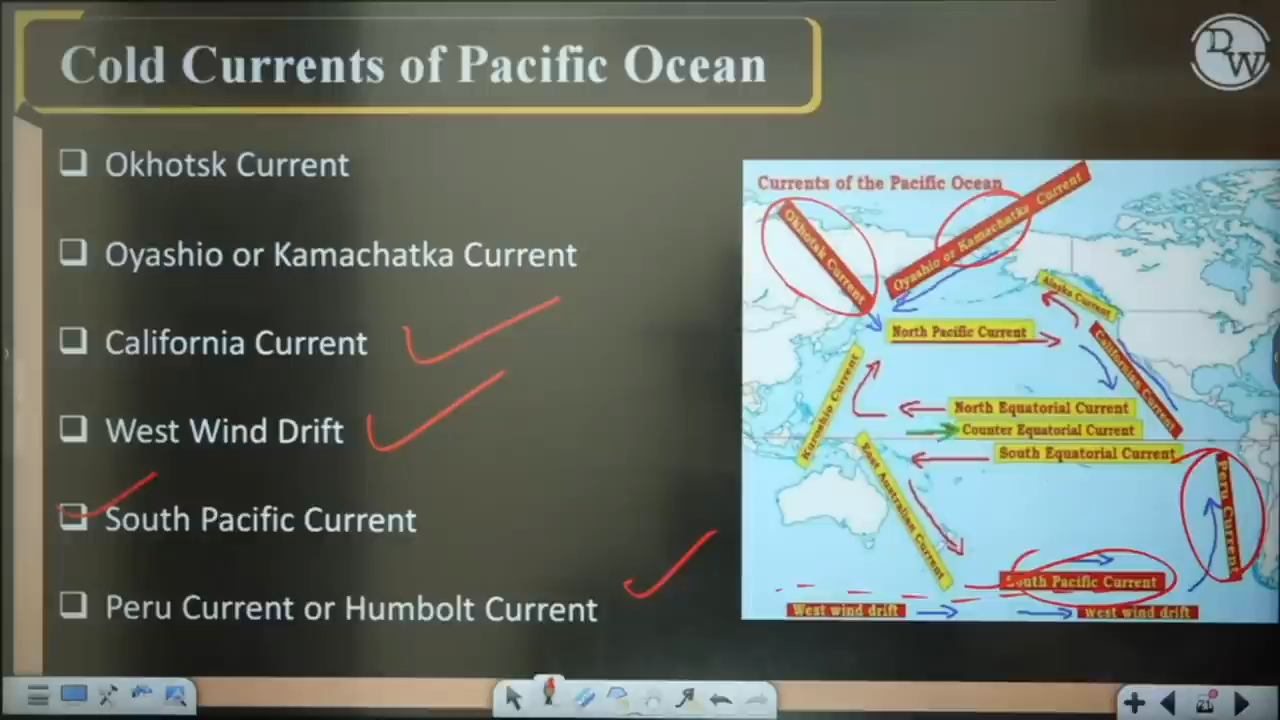 Cold Currents of Pacific Ocean
DW
Okhotsk Current
Oyashio or Kamachatka Current
California Current
West Wind Drift
South Pacific Current
Peru Current or Humbolt Current
Currents of the Pacific Ocean
Okhotsk Current
Oyashio or Kamachatka Current
Alaska Current
North Pacific Current
California Current
Kuroshio Current
North Equatorial Current
Counter Equatorial Current
South Equatorial Current
East Australian Current
Peru Current
South Pacific Current
West wind drift
West wind drift
21